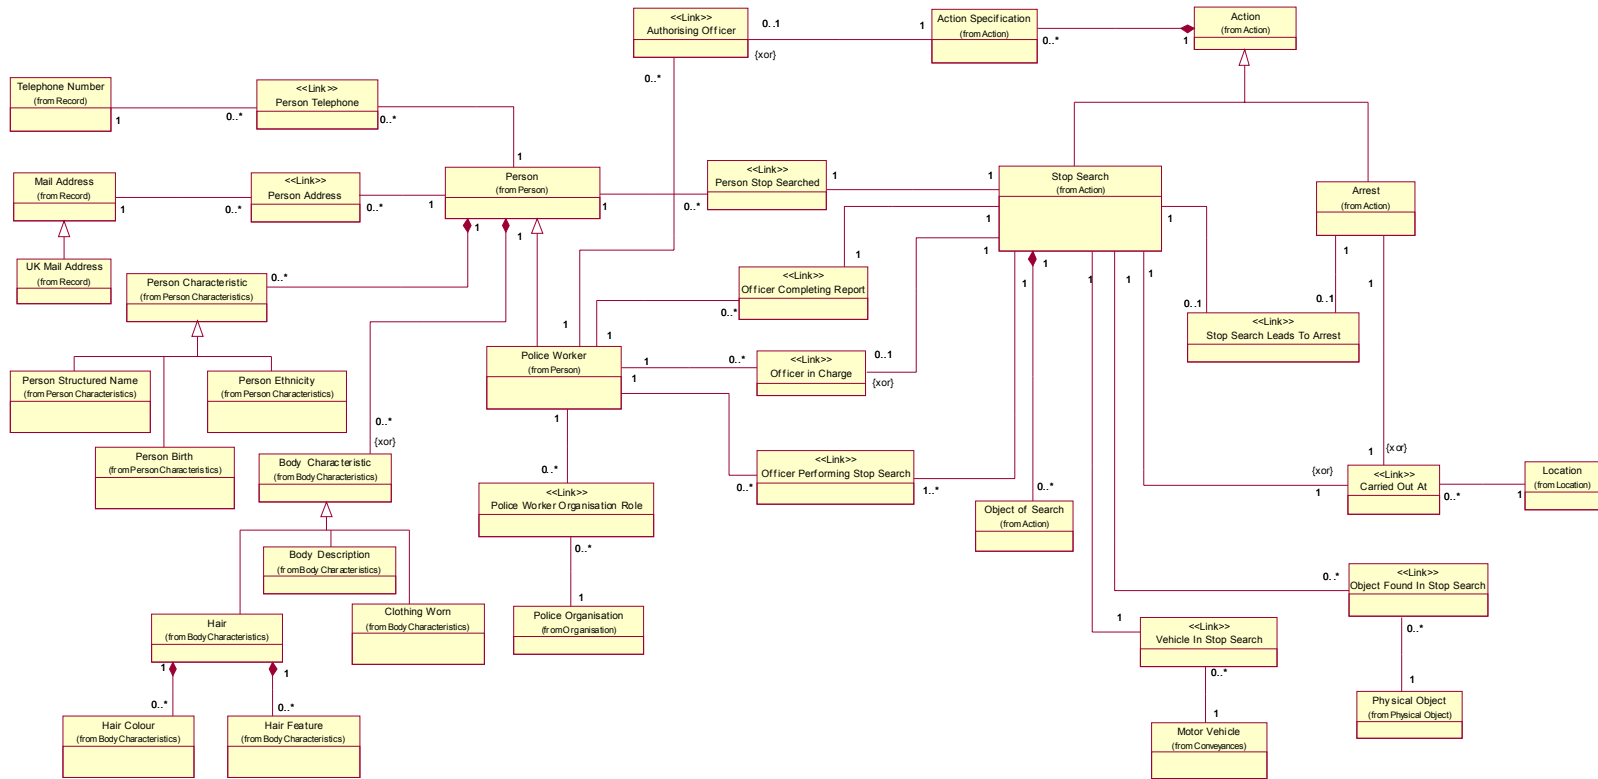 <<Link>>
Authorising Officer
0..1
{xor}
0..*
1
Action Specification
(from Action)
0..*
1
Action
(from Action)
Telephone Number
(from Record)
1
0..*
<<Link>>
Person Telephone
0..*
1
Mail Address
(from Record)
1
0..*
<<Link>>
Person Address
0..*
1
Person
(from Person)
1
1
1
0..*
<<Link>>
Person Stop Searched
1
1
Stop Search
(from Action)
1
1
1
1
1
1
1
1
Arrest
(from Action)
1
1
UK Mail Address
(from Record)
Person Characteristic
(from Person Characteristics)
0..*
<<Link>>
Officer Completing Report
1
0..*
0..1
0..1
<<Link>>
Stop Search Leads To Arrest
1
1
Police Worker
(from Person)
1
1
1
0..*
<<Link>>
Officer in Charge
0..1
{xor}
Person Structured Name
(from Person Characteristics)
Person Ethnicity
(from Person Characteristics)
Person Birth
(from Person Characteristics)
0..*
{xor}
Body Characteristic
(from Body Characteristics)
0..*
<<Link>>
Police Worker Organisation Role
0..*
<<Link>>
Officer Performing Stop Search
0..*
1..*
0..*
Object of Search
(from Action)
{xor}
1
1
{xor}
<<Link>>
Carried Out At
0..*
1
Location
(from Location)
Body Description
(from Body Characteristics)
Clothing Worn
(from Body Characteristics)
Hair
(from Body Characteristics)
1
1
0..*
0..*
Hair Colour
(from Body Characteristics)
Hair Feature
(from Body Characteristics)
1
Police Organisation
(from Organisation)
0..*
<<Link>>
Object Found In Stop Search
0..*
1
Physical Object
(from Physical Object)
1
<<Link>>
Vehicle In Stop Search
0..*
1
Motor Vehicle
(from Conveyances)